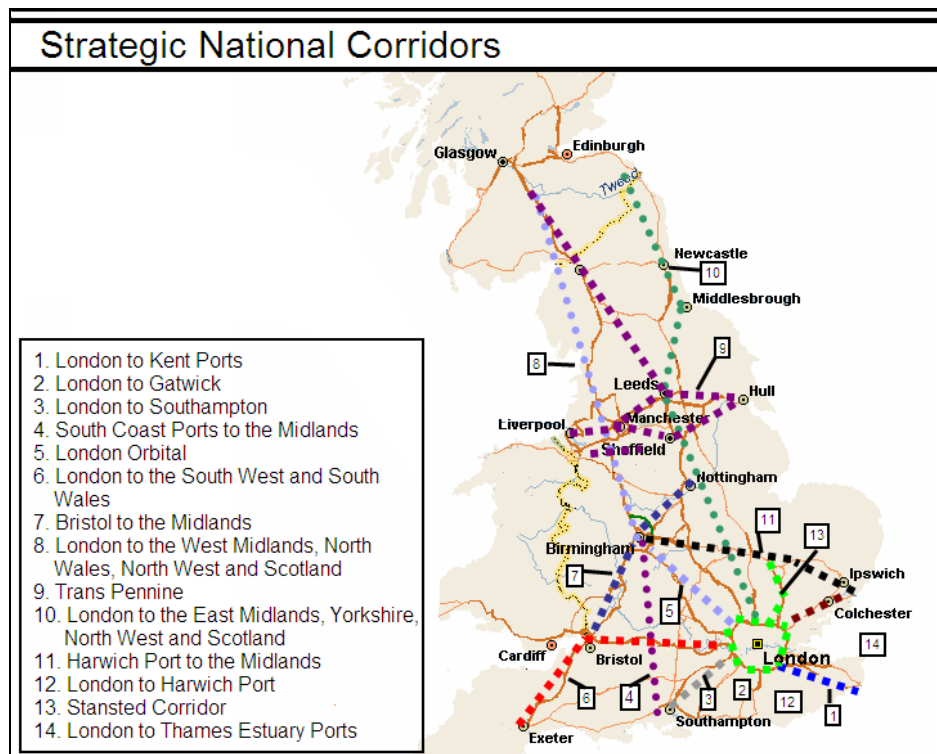 Strategic National Corridors
Glasgow
Edinburgh
Tweed
Newcastle
10
Middlesbrough
1. London to Kent Ports
2. London to Gatwick
3. London to Southampton
4. South Coast Ports to the Midlands
5. London Orbital
6. London to the South West and South
Wales
7. Bristol to the Midlands
8. London to the West Midlands, North
Wales, North West and Scotland
9. Trans Pennine
10. London to the East Midlands, Yorkshire,
North West and Scotland
11. Harwich Port to the Midlands
12. London to Harwich Port
13. Stansted Corridor
14. London to Thames Estuary Ports
8
9
Leeds
Hull
Liverpool
Manchester
Sheffield
Nottingham
11
13
Birmingham
7
Ipswich
5
Colchester
14
Cardiff
Bristol
London
6
4
3
2
12
1
Southampton
Exeter